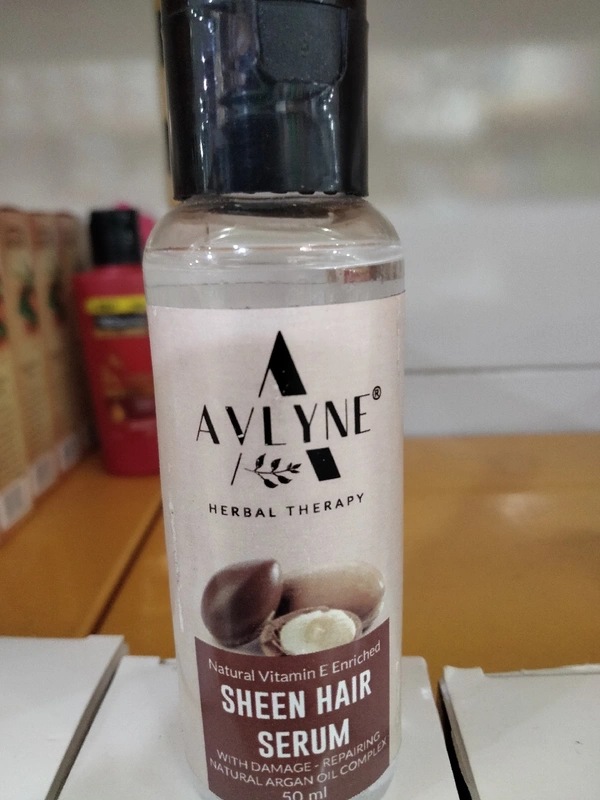 AVLYNE®
HERBAL THERAPY
Natural Vitamin E Enriched
SHEEN HAIR
SERUM
WITH DAMAGE - REPAIRING
NATURAL ARGAN OIL COMPLEX
50 ml